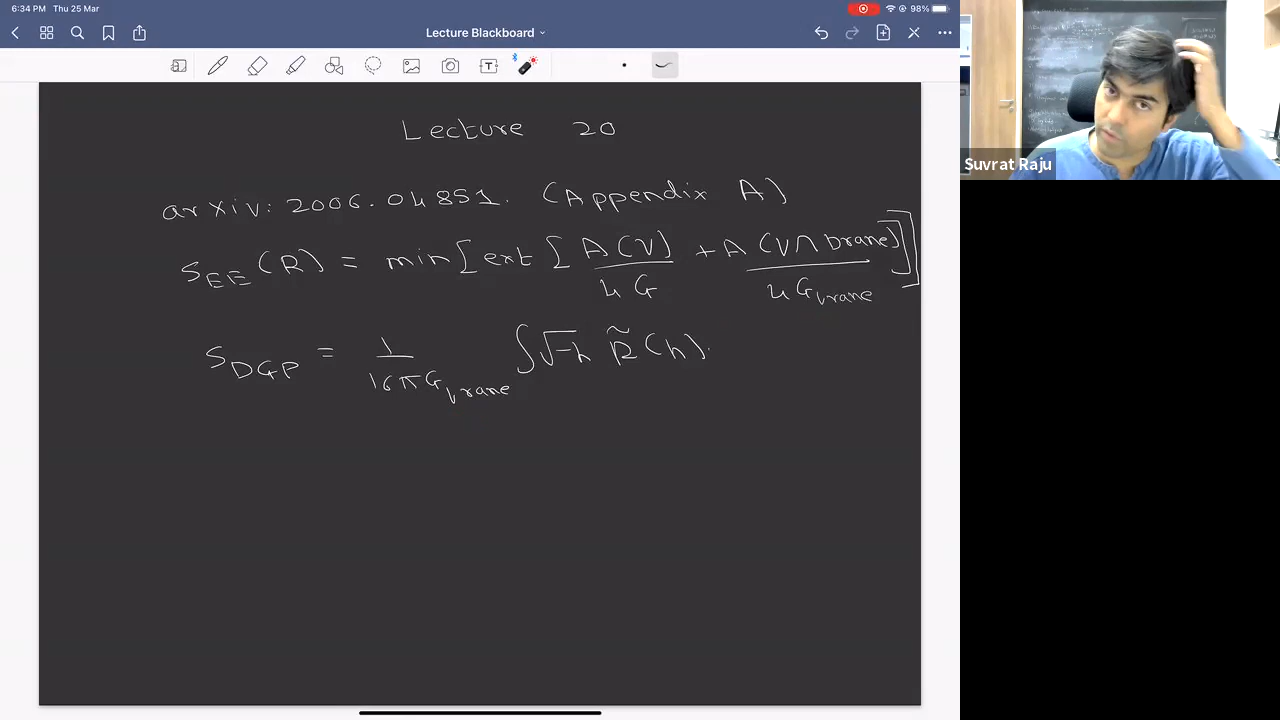 6:34 PM Thu 25 Mar
98%
Lecture Blackboard
Suvrat Raju
Lecture 20
arxiv: 2006.04851. (Appendix A)
S_EE(R) = min[ext[A(V)/4G + A(V∩brane)/4G_brane]]
S_DGP = 1/16πG_brane ∫√-h R̃(h).